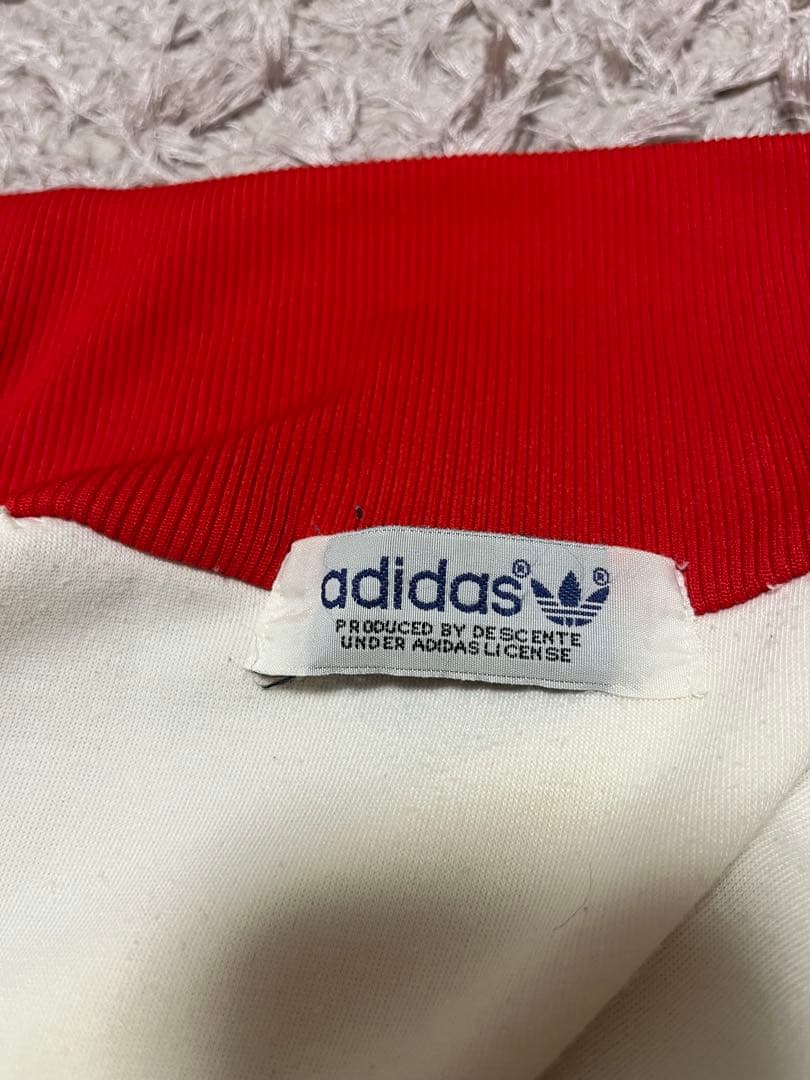 adidas® ®
PRODUCED BY DESCENTE
UNDER ADIDAS LICENSE